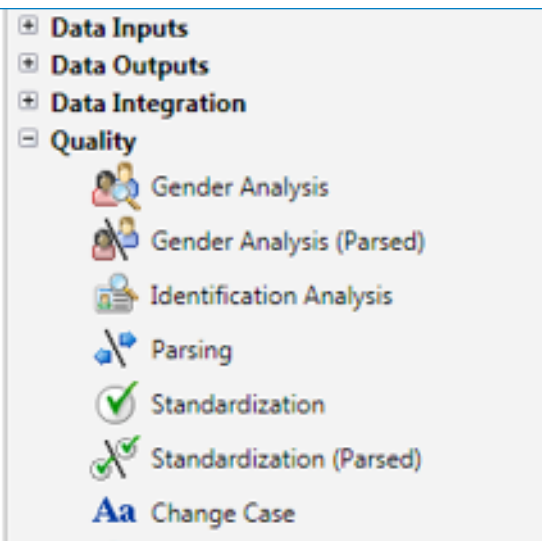 Data Inputs
Data Outputs
Data Integration
Quality
Gender Analysis
Gender Analysis (Parsed)
Identification Analysis
Parsing
Standardization
Standardization (Parsed)
Aa Change Case